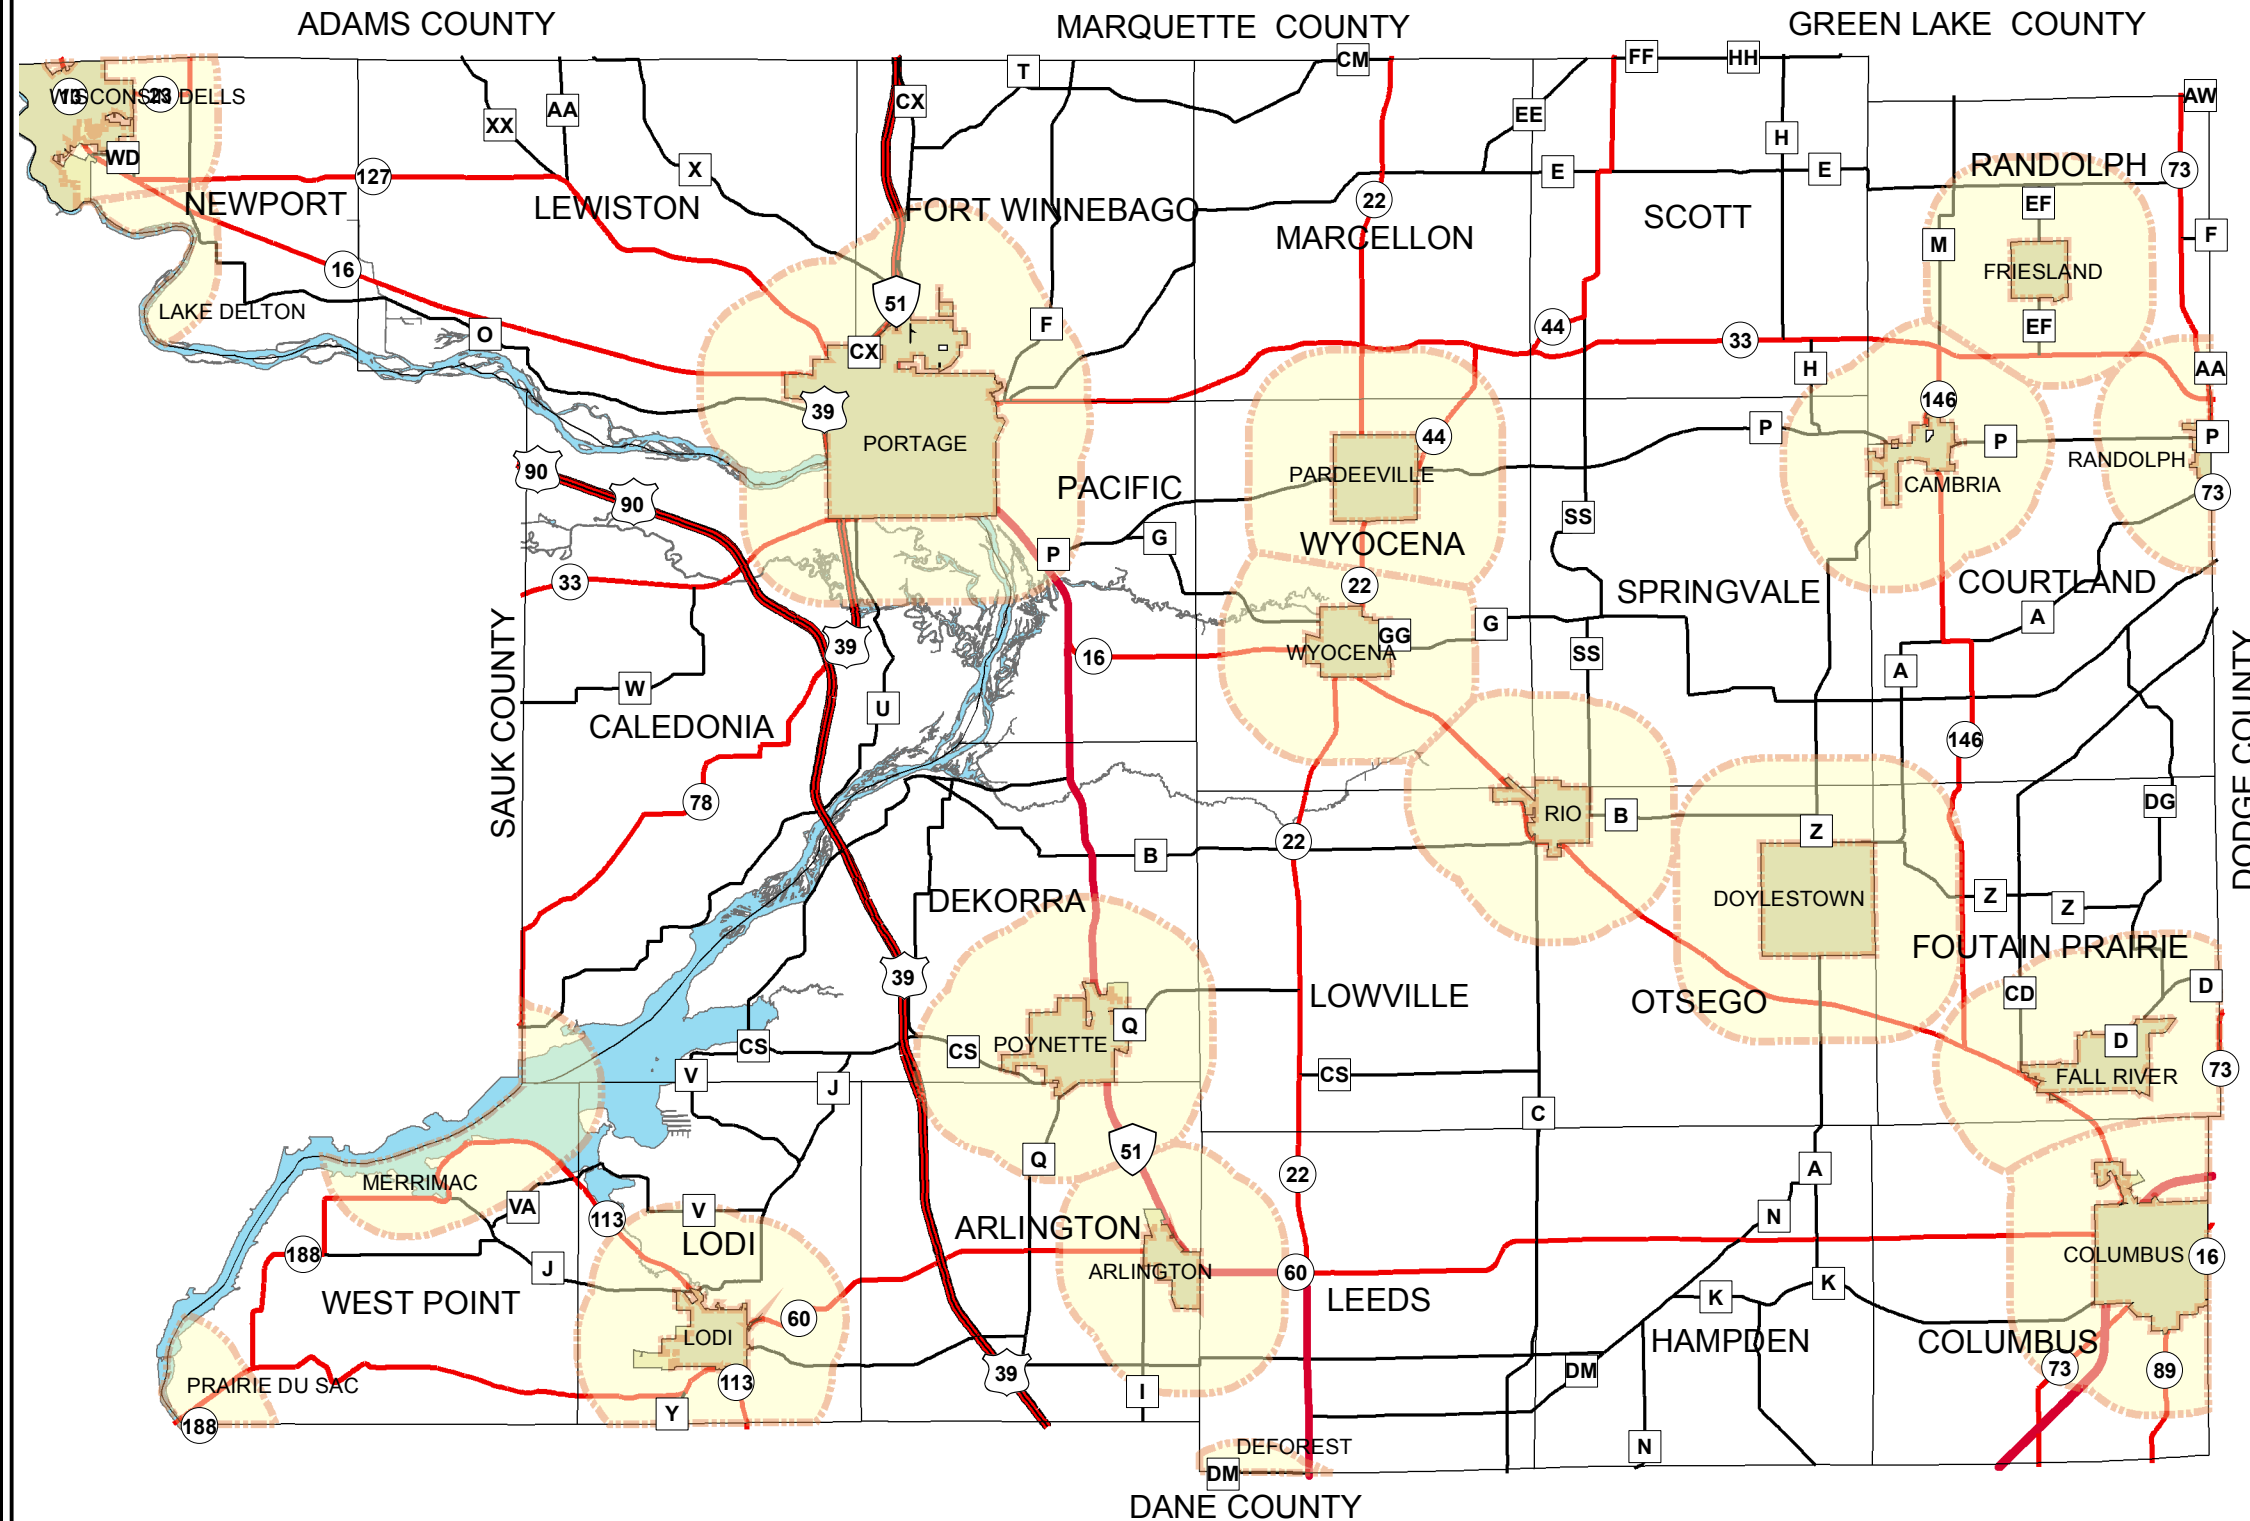 ADAMS COUNTY
MARQUETTE COUNTY
GREEN LAKE COUNTY
T
CM
FF
HH
WISCONSIN DELLS
13
23
AA
XX
CX
EE
AW
H
WD
127
X
E
E
RANDOLPH
73
NEWPORT
LEWISTON
FORT WINNEBAGO
22
MARCELLON
SCOTT
EF
M
F
16
FRIESLAND
LAKE DELTON
51
O
F
44
33
EF
CX
H
AA
39
146
PORTAGE
44
P
P
P
90
90
PACIFIC
PARDEEVILLE
CAMBRIA
RANDOLPH
73
SS
G
P
WYOCENA
33
22
SPRINGVALE
COURTLAND
A
SAUK COUNTY
39
16
WYOCENA
GG
G
SS
A
DODGE COUNTY
W
CALEDONIA
U
146
78
22
RIO
B
Z
DG
B
DEKORRA
DOYLESTOWN
Z
Z
FOUTAIN PRAIRIE
39
LOWVILLE
OTSEGO
CD
D
Q
CS
CS
POYNETTE
D
V
J
CS
FALL RIVER
73
C
51
Q
22
A
MERRIMAC
VA
113
V
N
188
LODI
ARLINGTON
COLUMBUS
16
J
ARLINGTON
60
WEST POINT
60
LEEDS
K
K
LODI
HAMPDEN
COLUMBUS
PRAIRIE DU SAC
113
39
I
DM
73
89
188
Y
DEFOREST
N
DM
DANE COUNTY